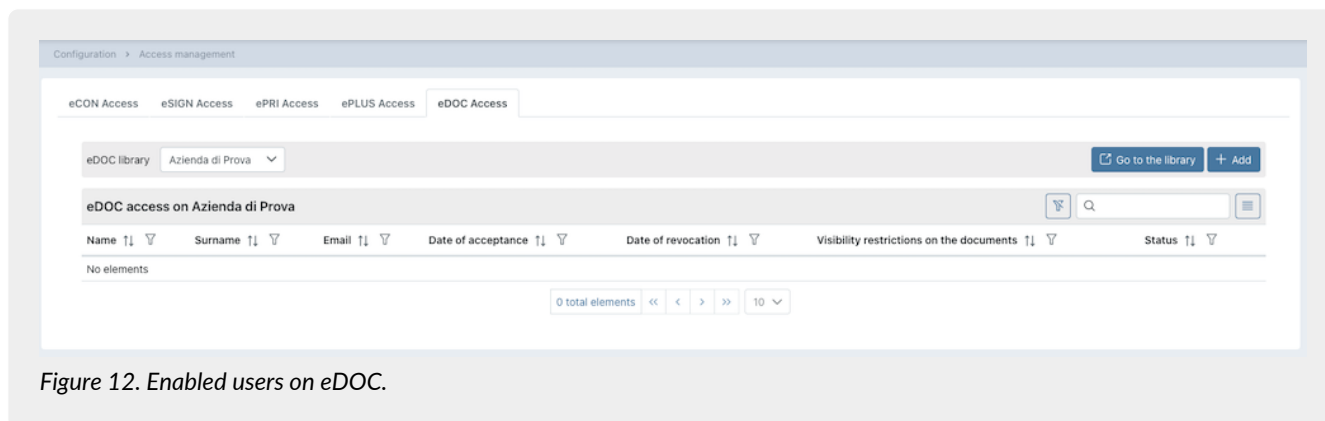 Configuration > Access management
eCON Access eSIGN Access ePRI Access ePLUS Access eDOC Access
eDOC library Azienda di Prova Go to the library + Add
eDOC access on Azienda di Prova
Name Surname Email Date of acceptance Date of revocation Visibility restrictions on the documents Status
No elements
0 total elements « < > » 10
Figure 12. Enabled users on eDOC.